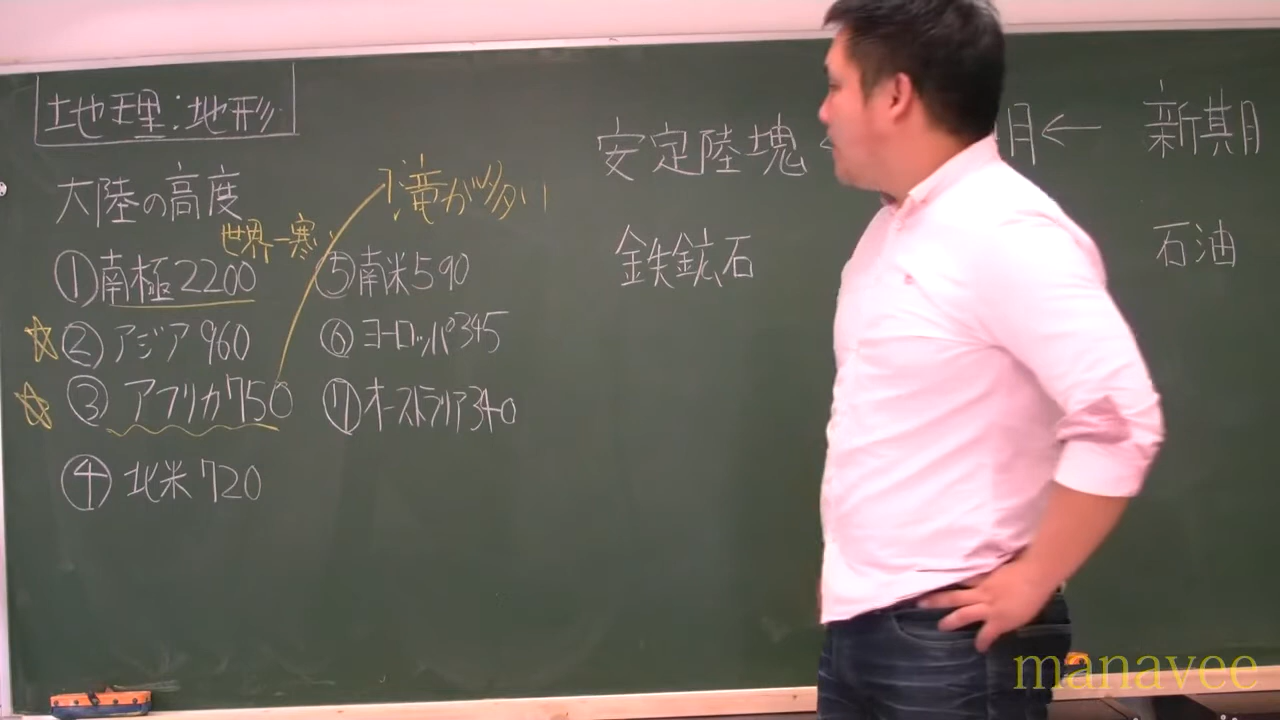 地理:地形
大陸の高度
世界一寒い
滝が多い
①南極2200
②アジア960
③アフリカ750
④北米720
⑤南米590
⑥ヨーロッパ345
⑦オーストラリア340
安定陸塊
期 ← 新期
鉄鉱石
石油
manavee